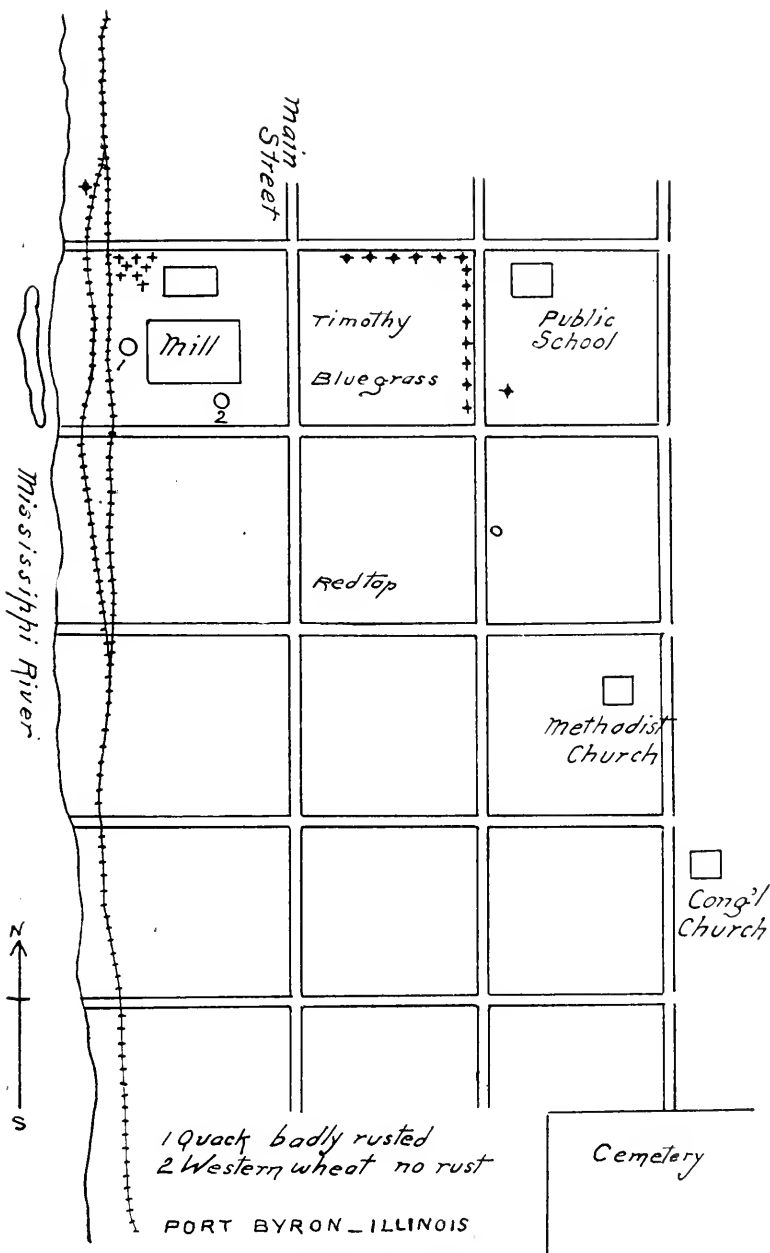 Main
Street
Timothy
Bluegrass
Public
School
Mill
1
2
Mississippi River
Redtop
Methodist
Church
Cong'l
Church
N
S
1 Quack badly rusted
2 Western wheat no rust
Cemetery
PORT BYRON_ILLINOIS